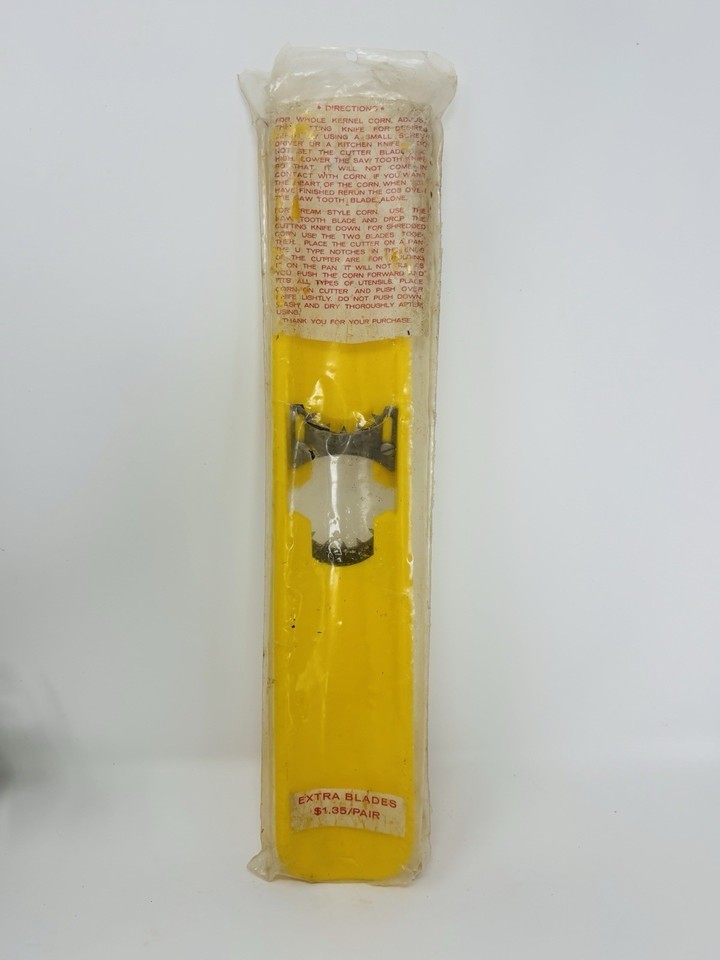 * DIRECTIONS *
FOR WHOLE KERNEL CORN, ADJUST
THE CUTTING KNIFE FOR DESIRED
USING A SMALL SCREW
DRIVER OR A KITCHEN KNIFE. DO
NOT SET THE CUTTER BLADE
HIGH. LOWER THE SAW TOOTH KNIFE
SO THAT IT WILL NOT COME IN
CONTACT WITH CORN. IF YOU WANT
THE HEART OF THE CORN WHEN YOU
HAVE FINISHED RERUN THE COB OVER
THE SAW TOOTH BLADE ALONE.
FOR CREAM STYLE CORN, USE THE
SAW TOOTH BLADE AND DROP THE
CUTTING KNIFE DOWN. FOR SHREDDED
CORN USE THE TWO BLADES TOGE-
THER. PLACE THE CUTTER ON A PAN.
THE U TYPE NOTCHES IN THE ENDS
OF THE CUTTER ARE FOR HOLDING
IT ON THE PAN. IT WILL NOT SLIP AS
YOU PUSH THE CORN FORWARD AND
FITS ALL TYPES OF UTENSILS. PLACE
CORN ON CUTTER AND PUSH OVER
KNIFE LIGHTLY, DO NOT PUSH DOWN.
WASH AND DRY THOROUGHLY AFTER
USING.
THANK YOU FOR YOUR PURCHASE
EXTRA BLADES
$1.35/PAIR